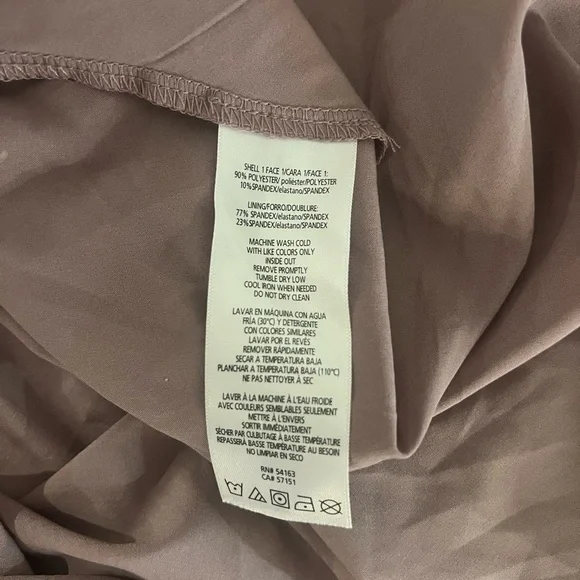 SHELL 1 FACE 1/CARA 1/FACE 1:
90% POLYESTER/ poliéster/POLYESTER
10%SPANDEX/elastano/SPANDEX
LINING/FORRO/DOUBLURE:
77% SPANDEX/elastano/SPANDEX
23%SPANDEX/elastano/SPANDEX
MACHINE WASH COLD
WITH LIKE COLORS ONLY
INSIDE OUT
REMOVE PROMPTLY
TUMBLE DRY LOW
COOL IRON WHEN NEEDED
DO NOT DRY CLEAN
LAVAR EN MÁQUINA CON AGUA
FRÍA (30°C) Y DETERGENTE
CON COLORES SIMILARES
LAVAR POR EL REVÉS
REMOVER RÁPIDAMENTE
SECAR A TEMPERATURA BAJA
PLANCHAR A TEMPERATURA BAJA (110°C)
NE PAS NETTOYER À SEC
LAVER À LA MACHINE À L'EAU FROIDE
AVEC COULEURS SEMBLABLES SEULEMENT
METTRE À L'ENVERS
SORTIR IMMÉDIATEMENT
SÉCHER PAR CULBUTAGE À BASSE TEMPÉRATURE
REPASSERÀ BASSE TEMPÉRATURE AU BESOIN
NO LIMPIAR EN SECO
RN# 54163
CA# 57151